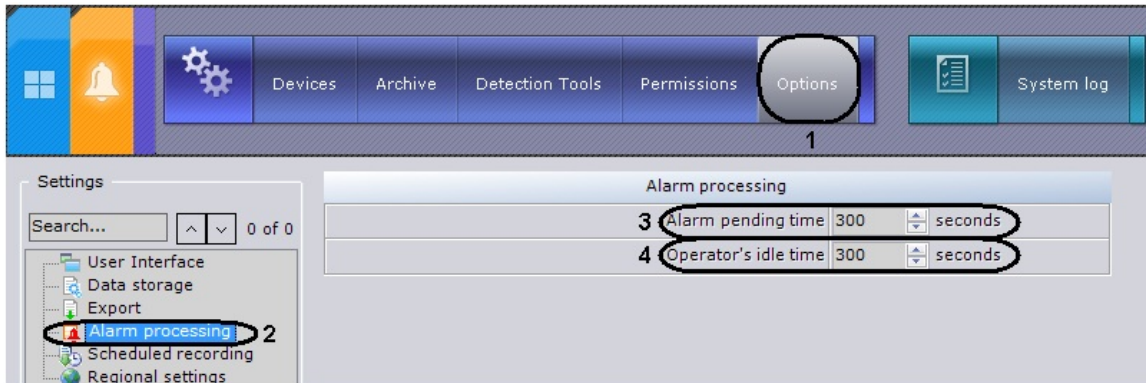 Devices Archive Detection Tools Permissions Options System log
1
Settings
Search... 0 of 0
User Interface
Data storage
Export
Alarm processing 2
Scheduled recording
Regional settings
Alarm processing
3 Alarm pending time 300 seconds
4 Operator's idle time 300 seconds